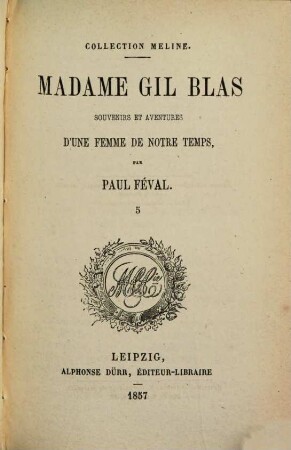 COLLECTION MELINE.
MADAME GIL BLAS
SOUVENIRS ET AVENTURES
D'UNE FEMME DE NOTRE TEMPS,
PAR
PAUL FÉVAL.
5
LEIPZIG,
ALPHONSE DÜRR, ÉDITEUR-LIBRAIRE
1857